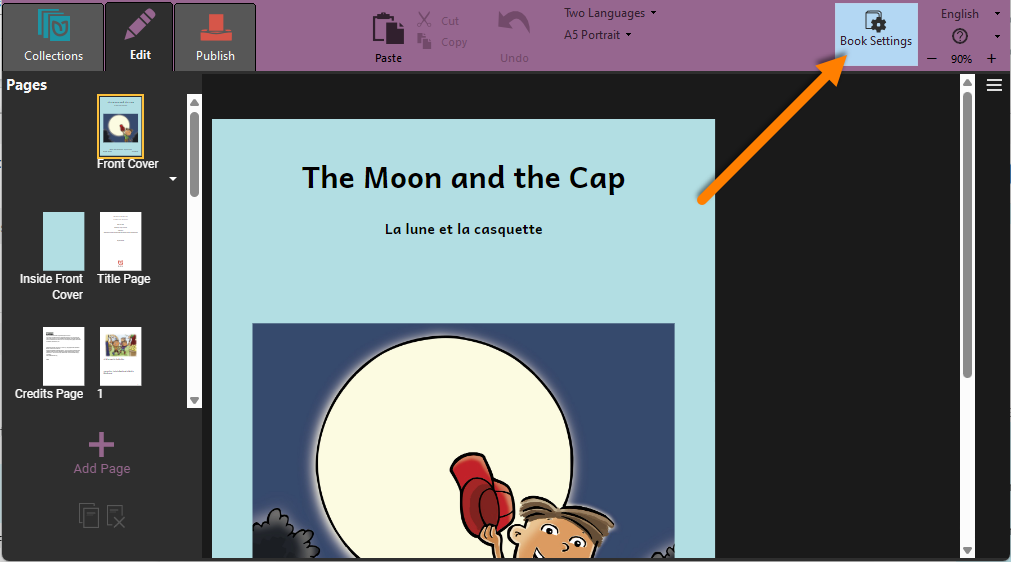 Collections
Edit
Publish
Paste
Cut
Copy
Undo
Two Languages
A5 Portrait
Book Settings
English
90%
Pages
Front Cover
Inside Front
Cover
Title Page
Credits Page
1
Add Page
The Moon and the Cap
La lune et la casquette